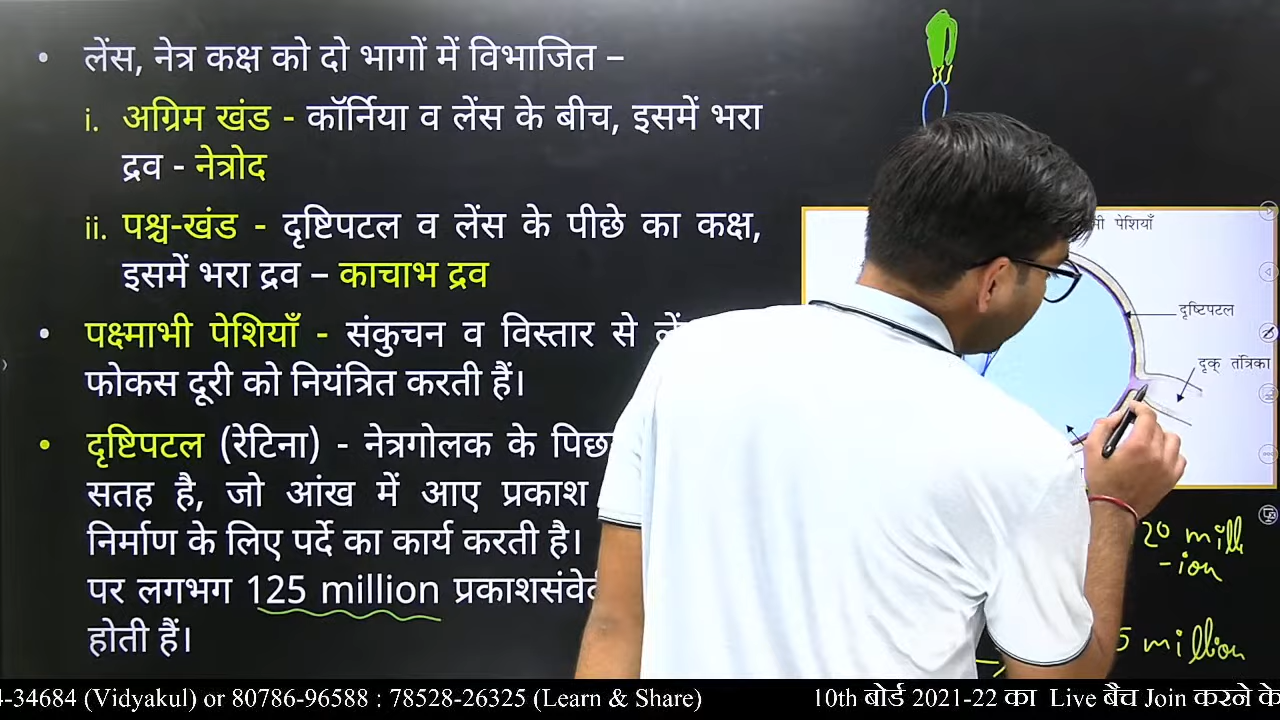 • लेंस, नेत्र कक्ष को दो भागों में विभाजित –
i. अग्रिम खंड - कॉर्निया व लेंस के बीच, इसमें भरा
द्रव - नेत्रोद
ii. पश्च-खंड - दृष्टिपटल व लेंस के पीछे का कक्ष,
इसमें भरा द्रव – काचाभ द्रव
• पक्ष्माभी पेशियाँ - संकुचन व विस्तार से
फोकस दूरी को नियंत्रित करती हैं।
• दृष्टिपटल (रेटिना) - नेत्रगोलक के
सतह है, जो आंख में आए प्रकाश
निर्माण के लिए पर्दे का कार्य करती है।
पर लगभग 125 million
होती हैं।
पेशियाँ
दृष्टिपटल
दृक् तंत्रिका
20 mill
-ion
5 million
4-34684 (Vidyakul) or 80786-96588 : 78528-26325 (Learn & Share) 10th बोर्ड 2021-22 का Live बैच Join करने के